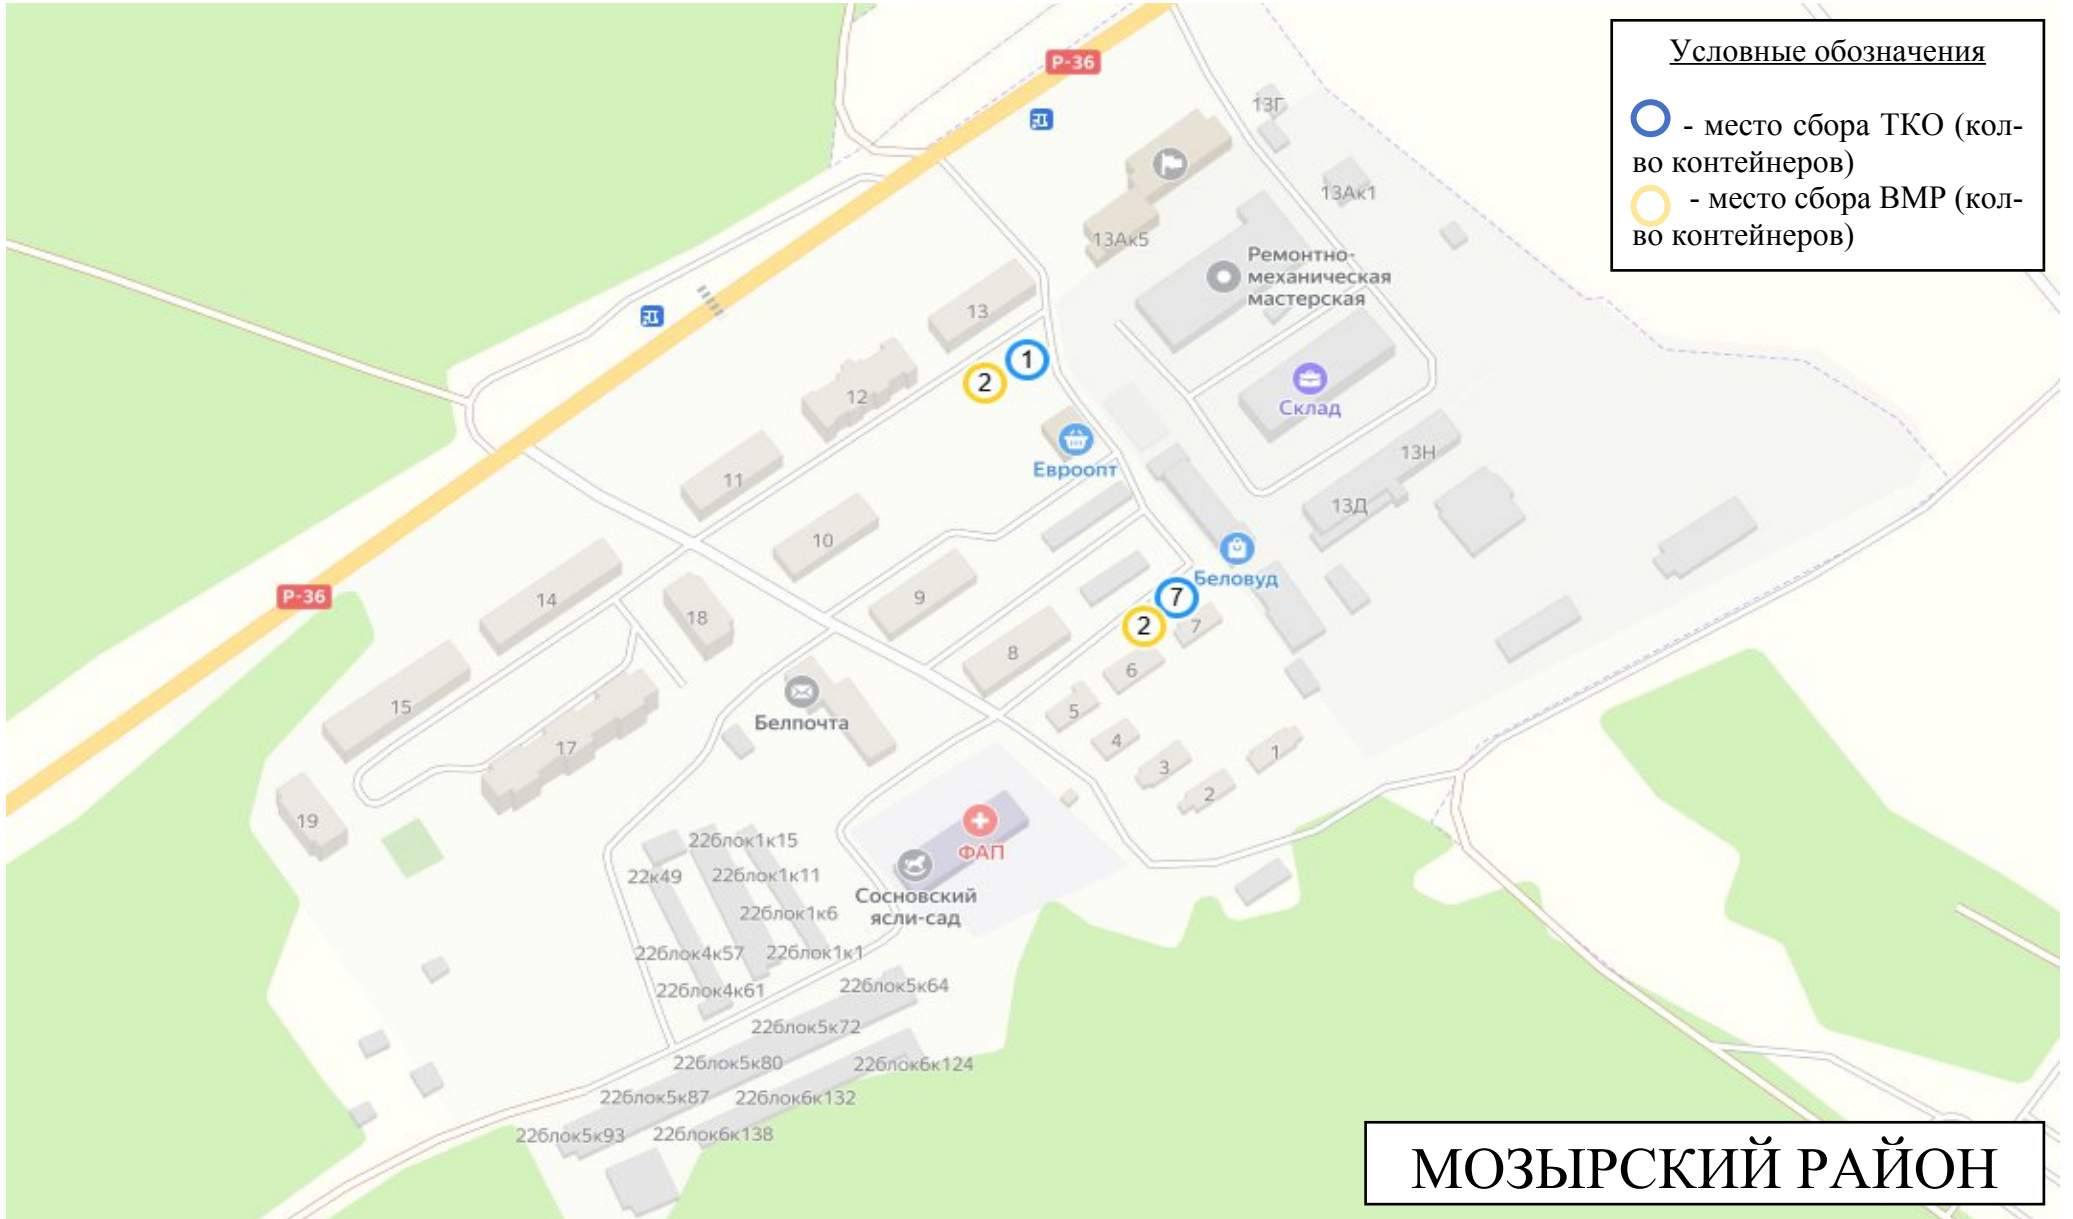 Условные обозначения
- место сбора ТКО (кол-
во контейнеров)
- место сбора ВМР (кол-
во контейнеров)
Р-36
13Г
13Ак1
13Ак5
Ремонтно-
механическая
мастерская
13
1
2
12
Склад
Евроопт
13Н
11
13Д
10
Беловуд
Р-36
14
9
7
2
7
18
8
6
15
5
Белпочта
4
17
1
3
2
19
ФАП
22блок1к15
22к49
22блок1к11
Сосновский
ясли-сад
22блок1к6
22блок4к57
22блок1к1
22блок4к61
22блок5к64
22блок5к72
22блок5к80
22блок6к124
22блок5к87
22блок6к132
22блок5к93
22блок6к138
МОЗЫРСКИЙ РАЙОН